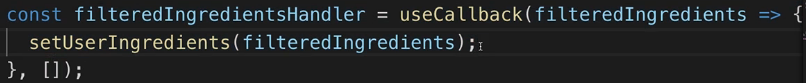 const filteredIngredientsHandler = useCallback(filteredIngredients => {
setUserIngredients(filteredIngredients);
}, []);